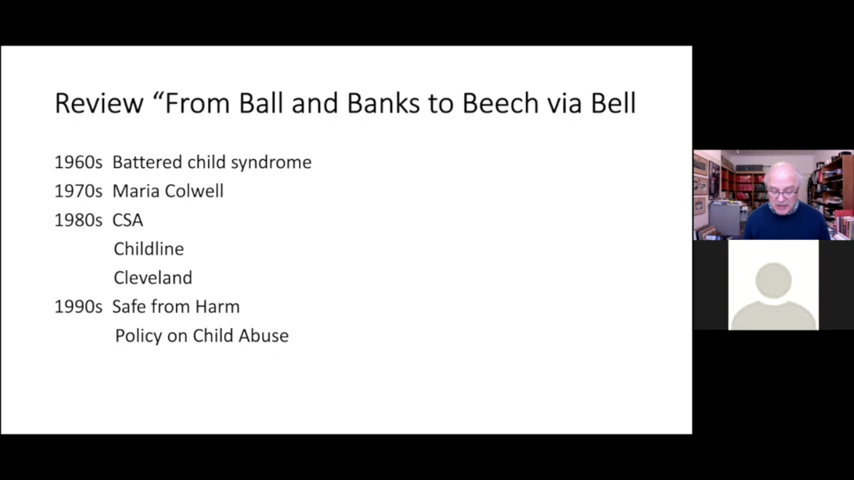 Review “From Ball and Banks to Beech via Bell
1960s Battered child syndrome
1970s Maria Colwell
1980s CSA
Childline
Cleveland
1990s Safe from Harm
Policy on Child Abuse